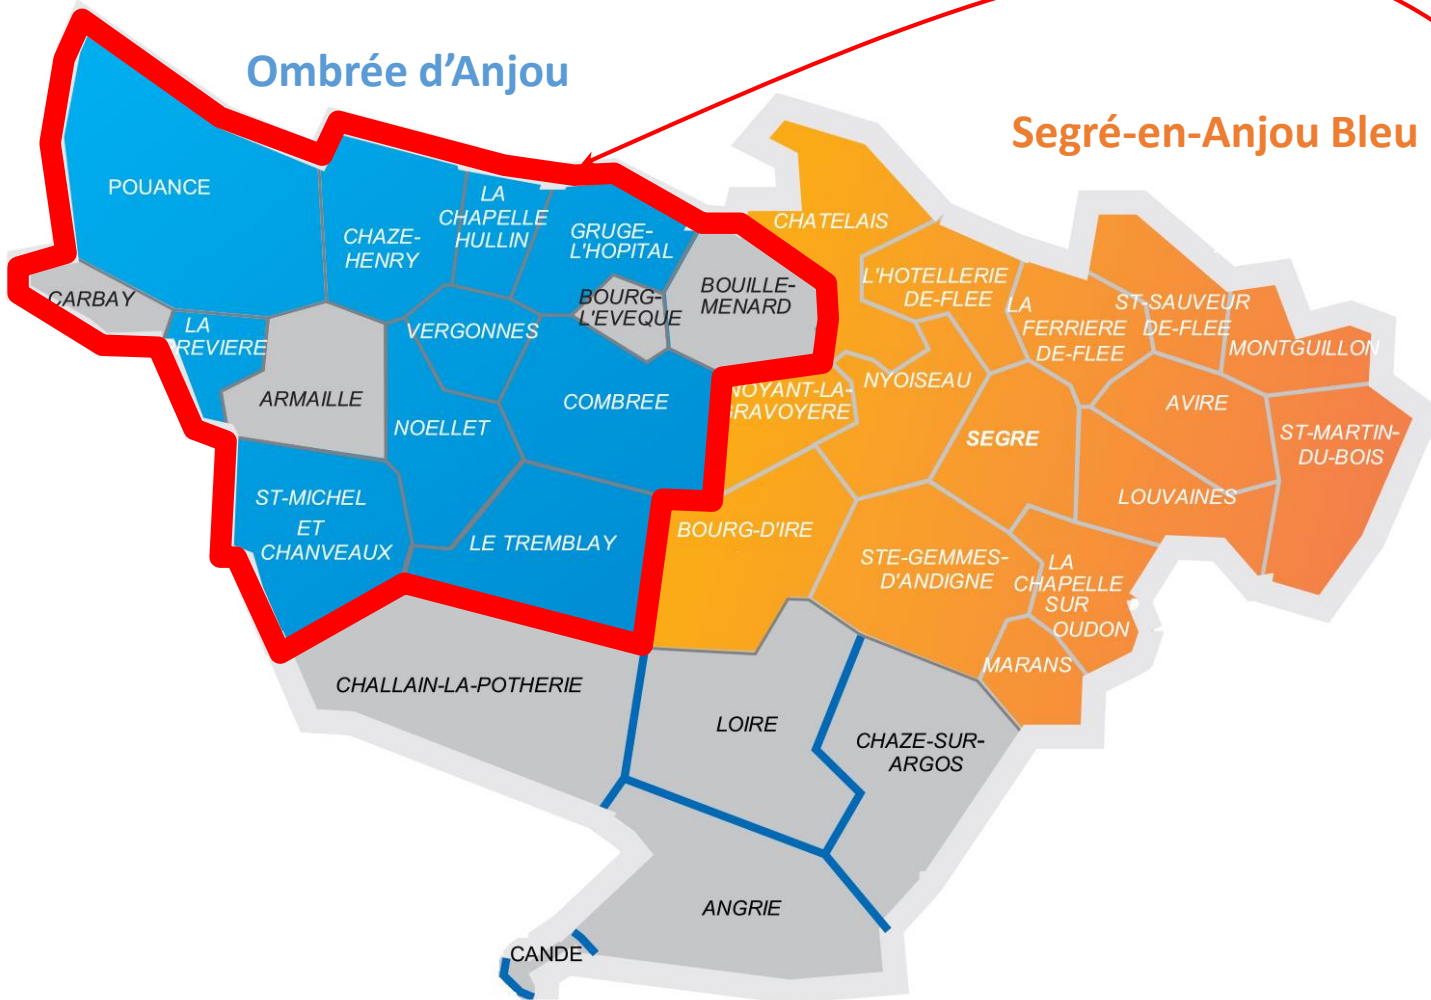 Ombrée d'Anjou
Segré-en-Anjou Bleu
POUANCE
LA
CHAPELLE
HULLIN
CHAZE-
HENRY
GRUGE-
L'HOPITAL
CHATELAIS
CARBAY
BOURG-
L'EVEQUE
BOUILLE-
MENARD
L'HOTELLERIE
DE-FLEE
LA
FERRIERE
DE-FLEE
ST-SAUVEUR
DE-FLEE
MONTGUILLON
LA
REVIERE
VERGONNES
ARMAILLE
NOELLET
COMBREE
NOYANT-LA-
GRAVOYERE
NYOISEAU
SEGRE
AVIRE
ST-MARTIN-
DU-BOIS
ST-MICHEL
ET
CHANVEAUX
LE TREMBLAY
BOURG-D'IRE
LOUVAINES
STE-GEMMES-
D'ANDIGNE
LA
CHAPELLE
SUR
OUDON
MARANS
CHALLAIN-LA-POTHERIE
LOIRE
CHAZE-SUR-
ARGOS
ANGRIE
CANDE